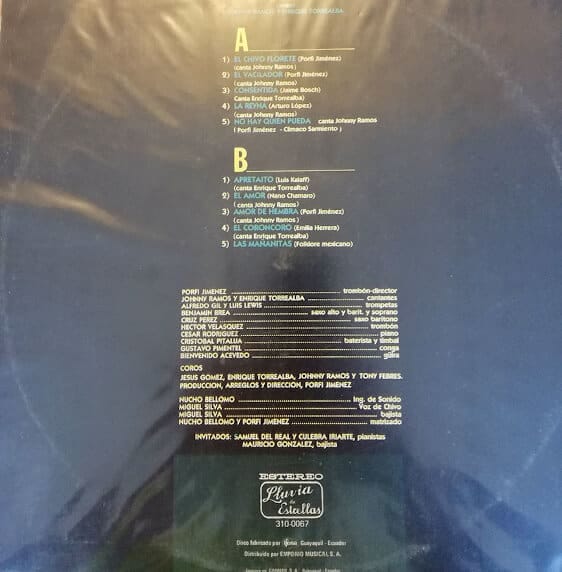 JOHNNY RAMOS Y ENRIQUE TORREALBA
A
1) EL CHIVO FLORETE (Porfi Jiménez)
(canta Johnny Ramos)
2) EL VACILADOR (Porfi Jiménez)
(canta Johnny Ramos)
3) CONSENTIDA (Jaime Bosch)
Canta Enrique Torrealba)
4) LA REYNA (Arturo López)
(canta Johnny Ramos)
5) NO HAY QUIEN PUEDA canta Johnny Ramos
( Porfi Jiménez - Climaco Sarmiento )
B
1) APRETAITO (Luis Kalaff)
(canta Enrique Torrealba)
2) EL AMOR (Nano Chamaro)
( canta Johnny Ramos)
3) AMOR DE HEMBRA (Porfi Jiménez)
(canta Johnny Ramos)
4) EL CORONCORO (Emilia Herrera)
(canta Enrique Torrealba)
5) LAS MAÑANITAS (Folklore mexicano)
PORFI JIMENEZ trombón-director
JOHNNY RAMOS Y ENRIQUE TORREALBA cantantes
ALFREDO GIL Y LUIS LEWIS trompetas
BENJAMIN BREA saxo alto y barit. y soprano
CRUZ PEREZ saxo barítono
HECTOR VELASQUEZ trombón
CESAR RODRIGUEZ piano
CRISTOBAL PITALUA baterista y timbal
GUSTAVO PIMENTEL conga
BIENVENIDO ACEVEDO güira
COROS
JESUS GOMEZ, ENRIQUE TORREALBA, JOHNNY RAMOS Y TONY FEBRES.
PRODUCCION, ARREGLOS Y DIRECCION, PORFI JIMENEZ
NUCHO BELLOMO Ing. de Sonido
MIGUEL SILVA Voz de Chivo
MIGUEL SILVA bajista
NUCHO BELLOMO Y PORFI JIMENEZ matrizado
INVITADOS: SAMUEL DEL REAL Y CULEBRA IRIARTE, pianistas
MAURICIO GONZALEZ, bajista
ESTEREO
Lluvia
de
Estrellas
310-0067
Disco fabricado por Guayaquil - Ecuador
Distribuido por EMPORIO MUSICAL S. A.